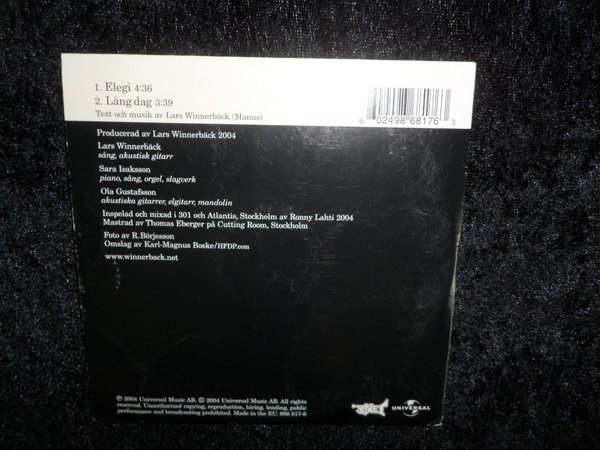 1. Elegi 4:36
2. Lång dag 3:39
Text och musik av Lars Winnerbäck (Manus)
6 02498 68176 3
Producerad av Lars Winnerbäck 2004
Lars Winnerbäck
sång, akustisk gitarr
Sara Isaksson
piano, sång, orgel, slagverk
Ola Gustafsson
akustiska gitarrer, elgitarr, mandolin
Inspelad och mixad i 301 och Atlantis, Stockholm av Ronny Lahti 2004
Mastrad av Thomas Eberger på Cutting Room, Stockholm
Foto av R.Börjesson
Omslag av Karl-Magnus Boske/HFDP.com
www.winnerback.net
℗ 2004 Universal Music AB. © 2004 Universal Music AB. All rights
reserved. Unauthorized copying, reproduction, hiring, lending, public
performance and broadcasting prohibited. Made in the EU. 986 817-6
UNIVERSAL